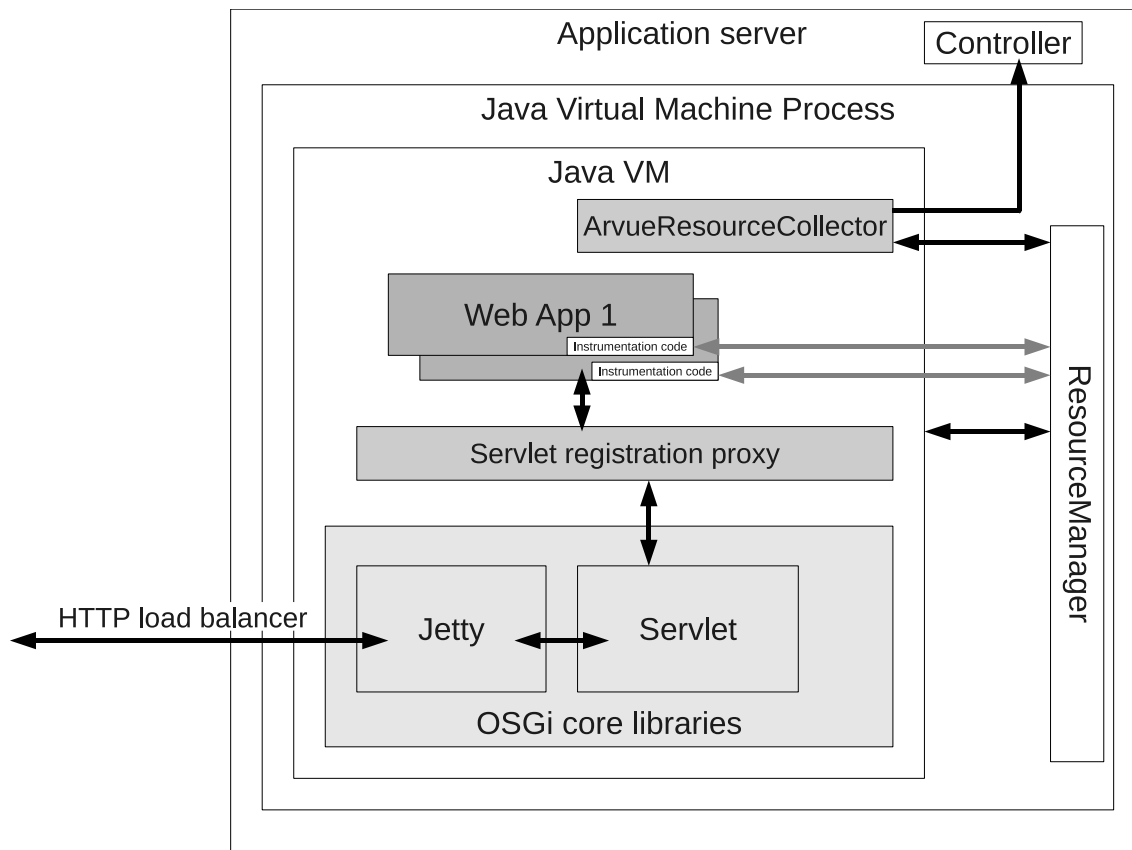 Application server
Controller
Java Virtual Machine Process
Java VM
ArvueResourceCollector
Web App 1
Instrumentation code
Instrumentation code
ResourceManager
Servlet registration proxy
HTTP load balancer
Jetty
Servlet
OSGi core libraries